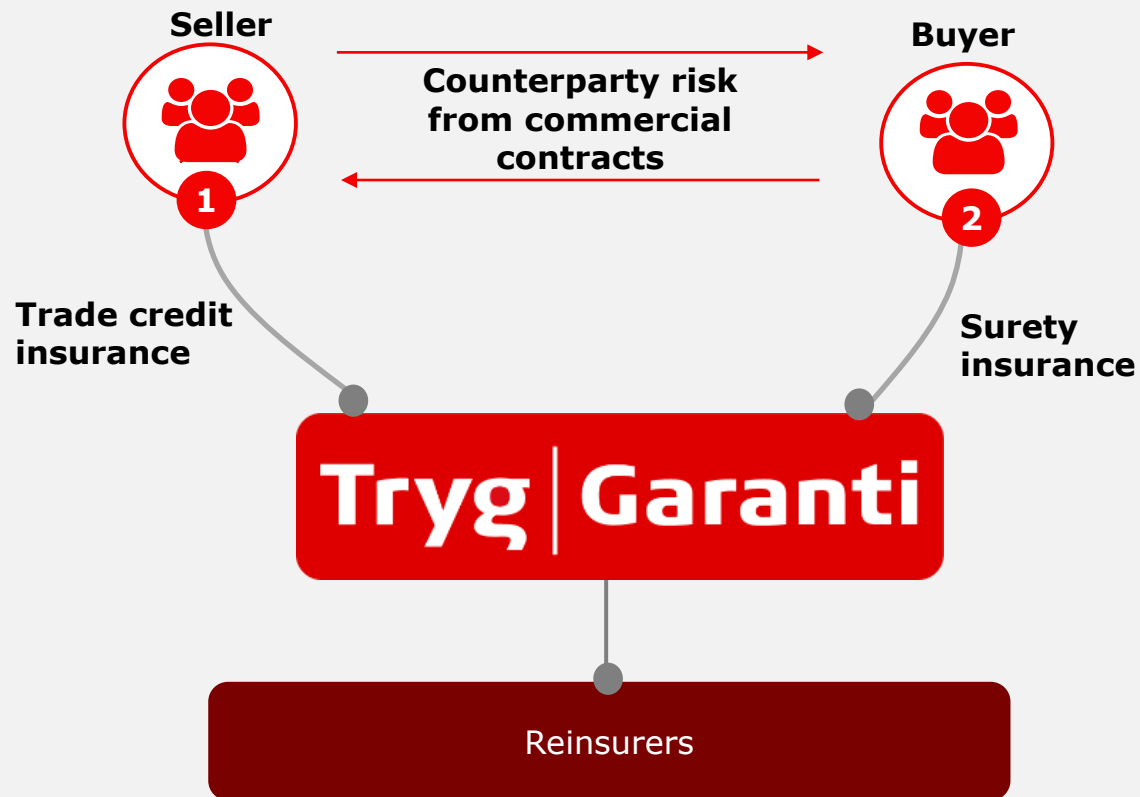 Seller
Buyer
Counterparty risk
from commercial
contracts
1
2
Trade credit
insurance
Surety
insurance
Tryg | Garanti
Reinsurers